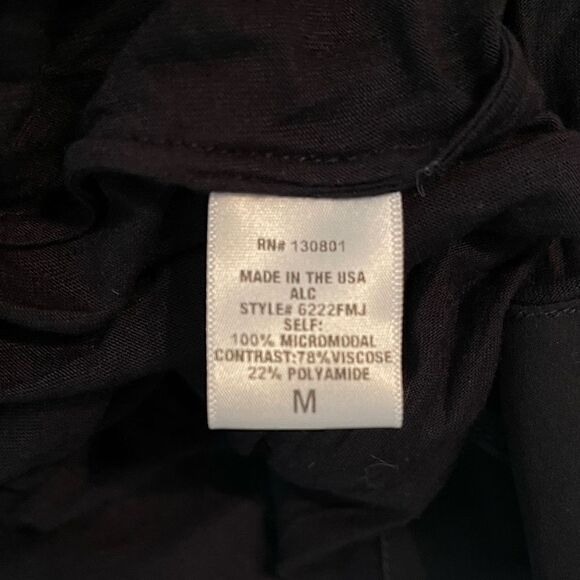 RN# 130801
MADE IN THE USA
ALC
STYLE# 6222FMJ
SELF:
100% MICROMODAL
CONTRAST:78%VISCOSE
22% POLYAMIDE
M